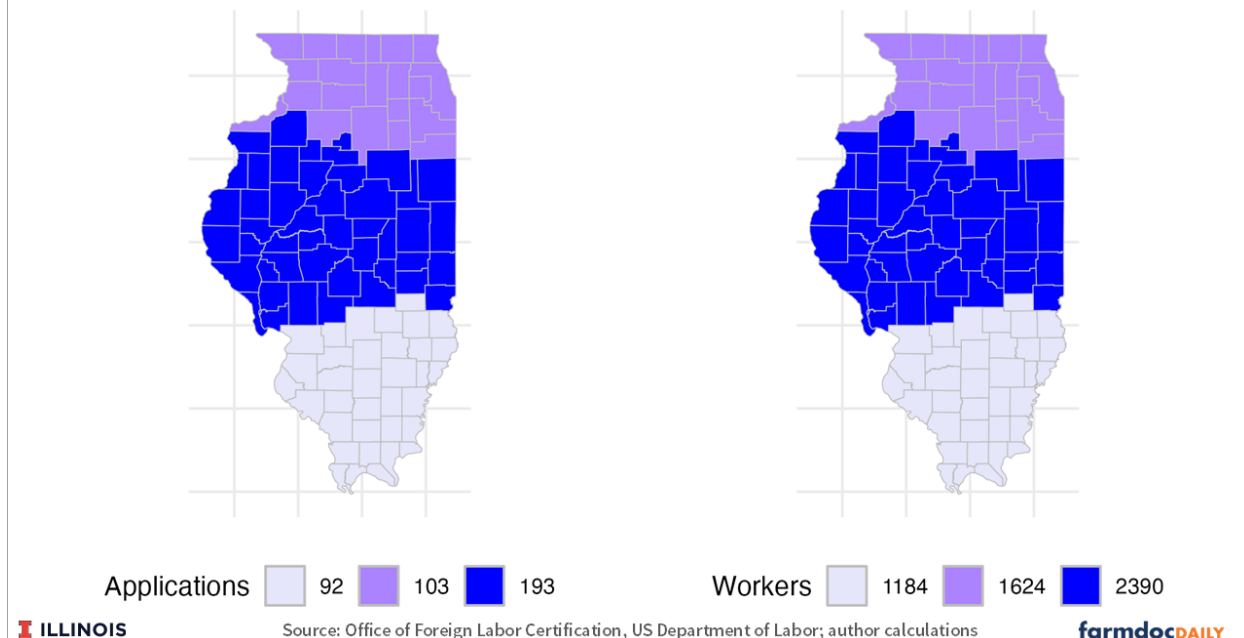 Applications 92 103 193
Workers 1184 1624 2390
I ILLINOIS
Source: Office of Foreign Labor Certification, US Department of Labor; author calculations
farmdocDAILY